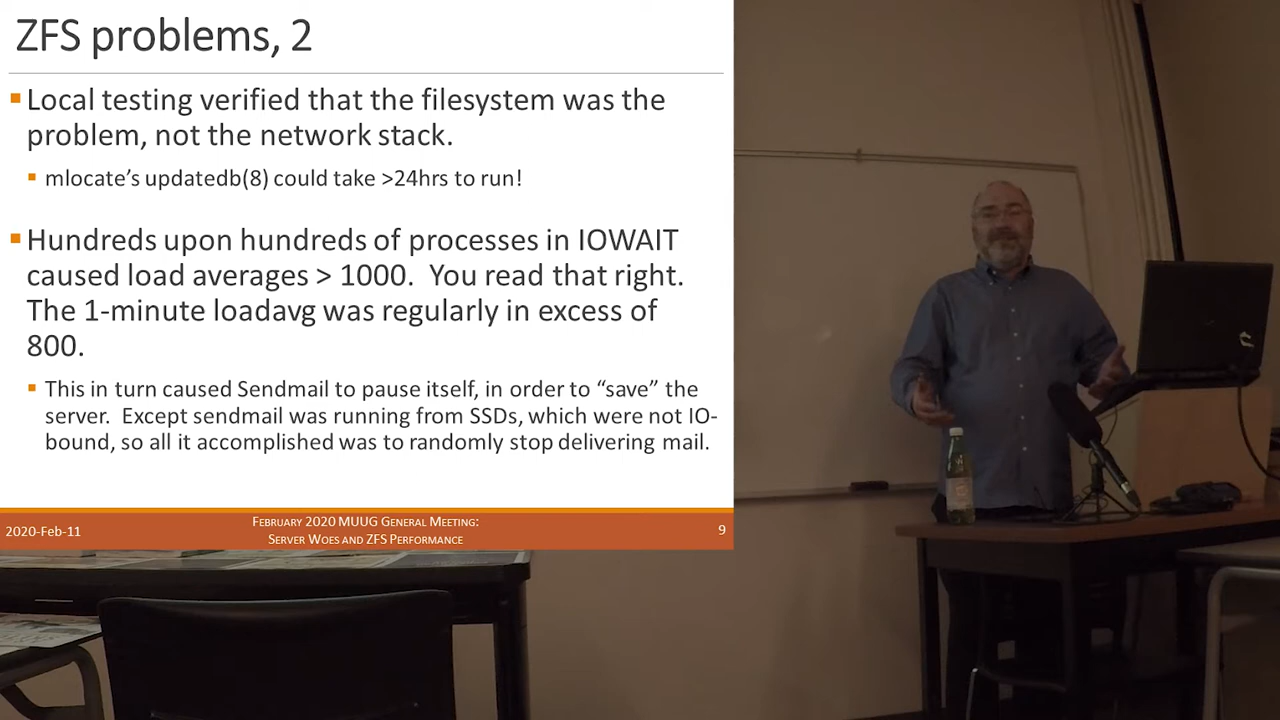 ZFS problems, 2
Local testing verified that the filesystem was the
problem, not the network stack.
mlocate’s updatedb(8) could take >24hrs to run!
Hundreds upon hundreds of processes in IOWAIT
caused load averages > 1000.  You read that right.
The 1-minute loadavg was regularly in excess of
800.
This in turn caused Sendmail to pause itself, in order to “save” the
server.  Except sendmail was running from SSDs, which were not IO-
bound, so all it accomplished was to randomly stop delivering mail.
2020-Feb-11
February 2020 MUUG General Meeting:
Server Woes and ZFS Performance
9